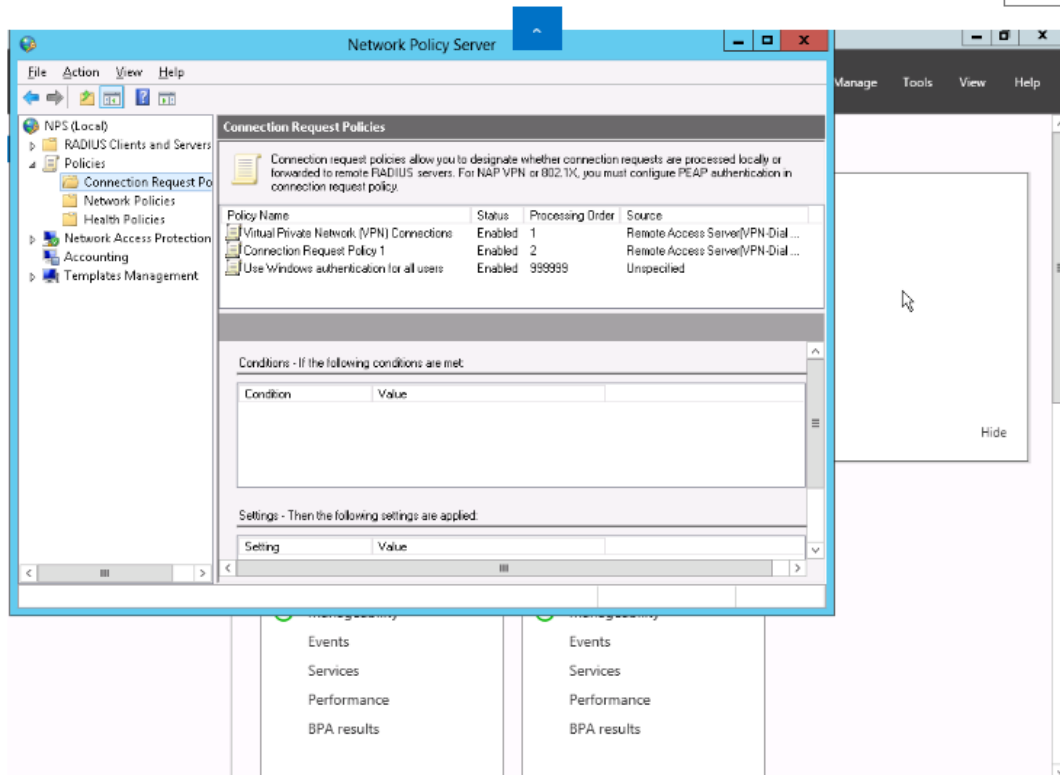 Network Policy Server
File Action View Help
Manage Tools View Help
NPS (Local)
RADIUS Clients and Servers
Policies
Connection Request Po
Network Policies
Health Policies
Network Access Protection
Accounting
Templates Management
Connection Request Policies
Connection request policies allow you to designate whether connection requests are processed locally or
forwarded to remote RADIUS servers. For NAP VPN or 802.1X, you must configure PEAP authentication in
connection request policy.
Policy Name Status Processing Order Source
Virtual Private Network (VPN) Connections Enabled 1 Remote Access Server(VPN-Dial ...
Connection Request Policy 1 Enabled 2 Remote Access Server(VPN-Dial ...
Use Windows authentication for all users Enabled 999999 Unspecified
Conditions - If the following conditions are met:
Condition Value
Settings - Then the following settings are applied:
Setting Value
Hide
Manageability Manageability
Events Events
Services Services
Performance Performance
BPA results BPA results